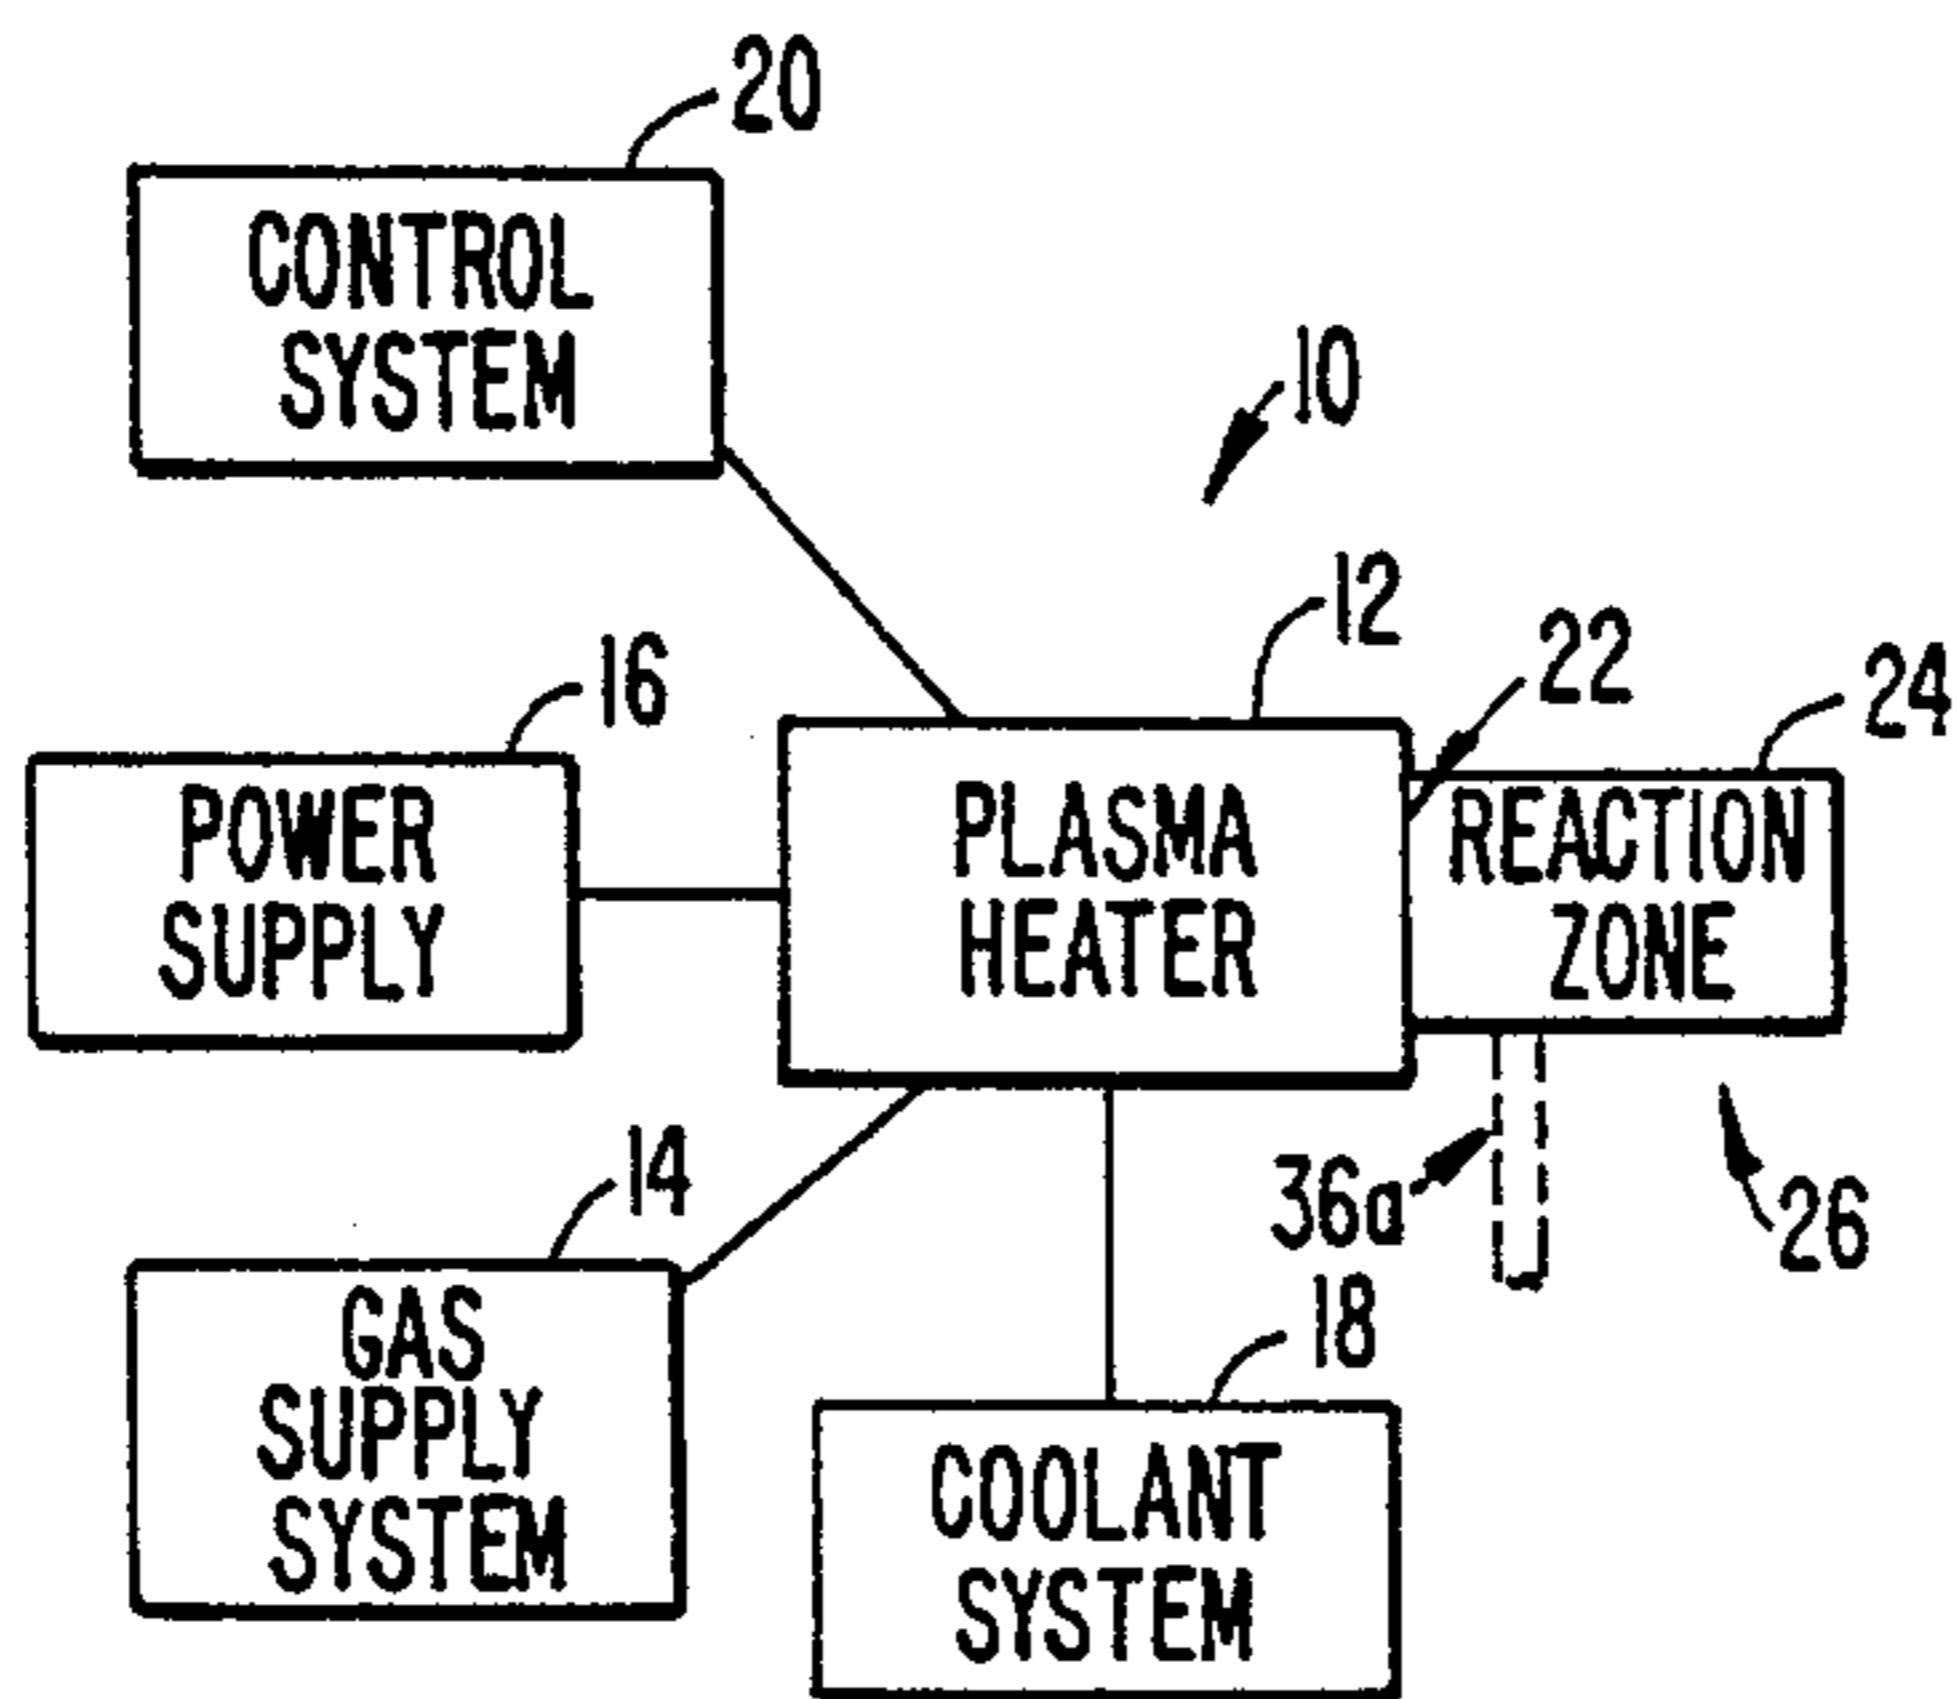 20
CONTROL
SYSTEM
10
12
22
24
16
POWER
SUPPLY
PLASMA
HEATER
REACTION
ZONE
14
36a
26
18
GAS
SUPPLY
SYSTEM
COOLANT
SYSTEM